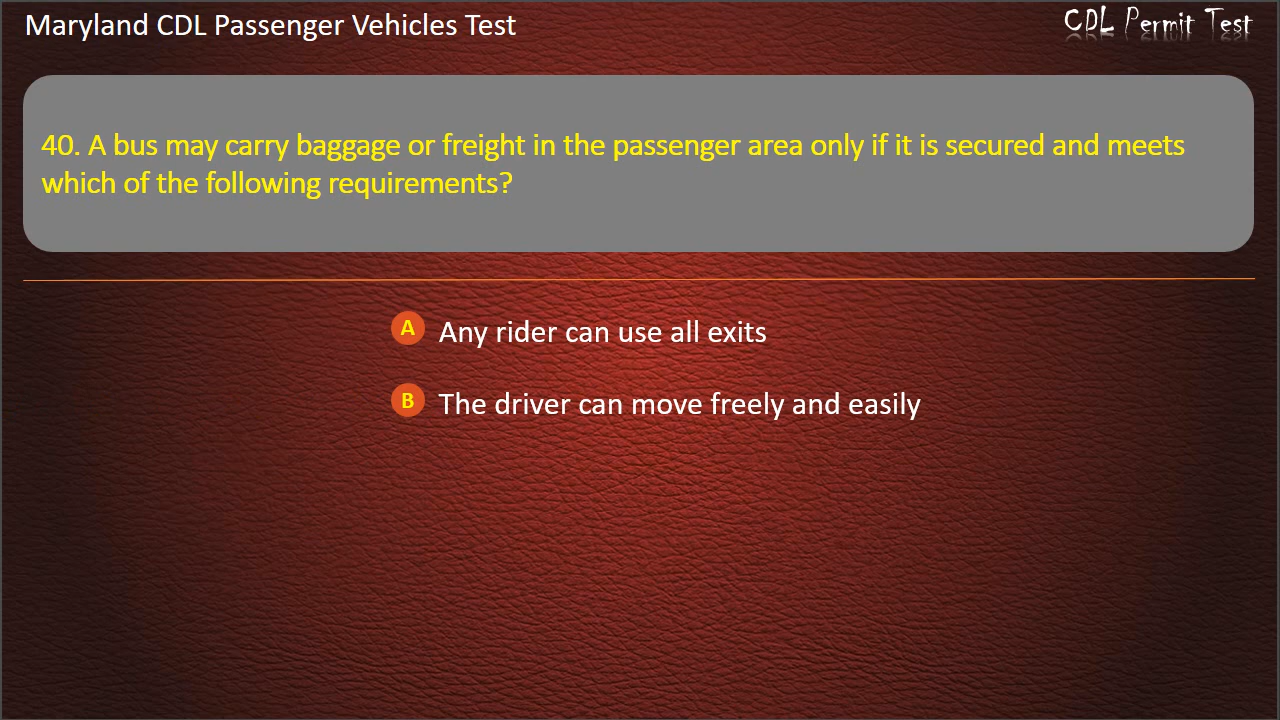 Maryland CDL Passenger Vehicles Test
CDL Permit Test
40. A bus may carry baggage or freight in the passenger area only if it is secured and meets
which of the following requirements?
A Any rider can use all exits
B The driver can move freely and easily